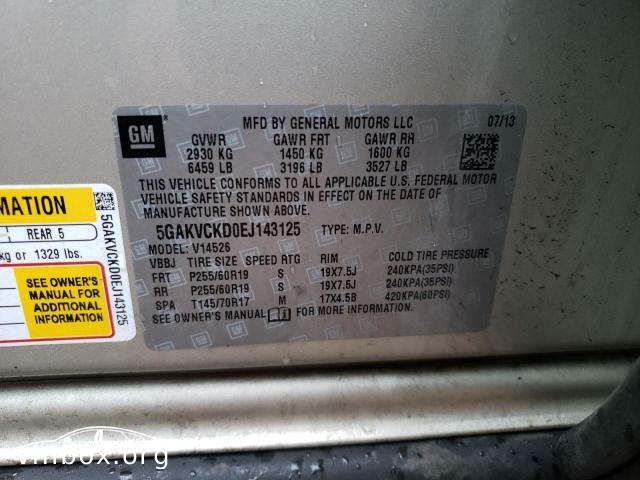 GM
MFD BY GENERAL MOTORS LLC 07/13
GVWR GAWR FRT GAWR RR
2930 KG 1450 KG 1600 KG
6459 LB 3196 LB 3527 LB
THIS VEHICLE CONFORMS TO ALL APPLICABLE U.S. FEDERAL MOTOR
VEHICLE SAFETY STANDARDS IN EFFECT ON THE DATE OF
MANUFACTURE SHOWN ABOVE.
5GAKVCKD0EJ143125 TYPE: M.P.V.
MODEL: V14526
VBBJ TIRE SIZE SPEED RTG RIM COLD TIRE PRESSURE
FRT P255/60R19 S 19X7.5J 240KPA(35PSI)
RR P255/60R19 S 19X7.5J 240KPA(35PSI)
SPA T145/70R17 M 17X4.5B 420KPA(60PSI)
SEE OWNER'S MANUAL FOR MORE INFORMATION.
MATION
REAR 5
kg or 1329 lbs.
SEE OWNER'S
MANUAL FOR
ADDITIONAL
INFORMATION
5GAKVCKD0EJ143125
vinbox.org